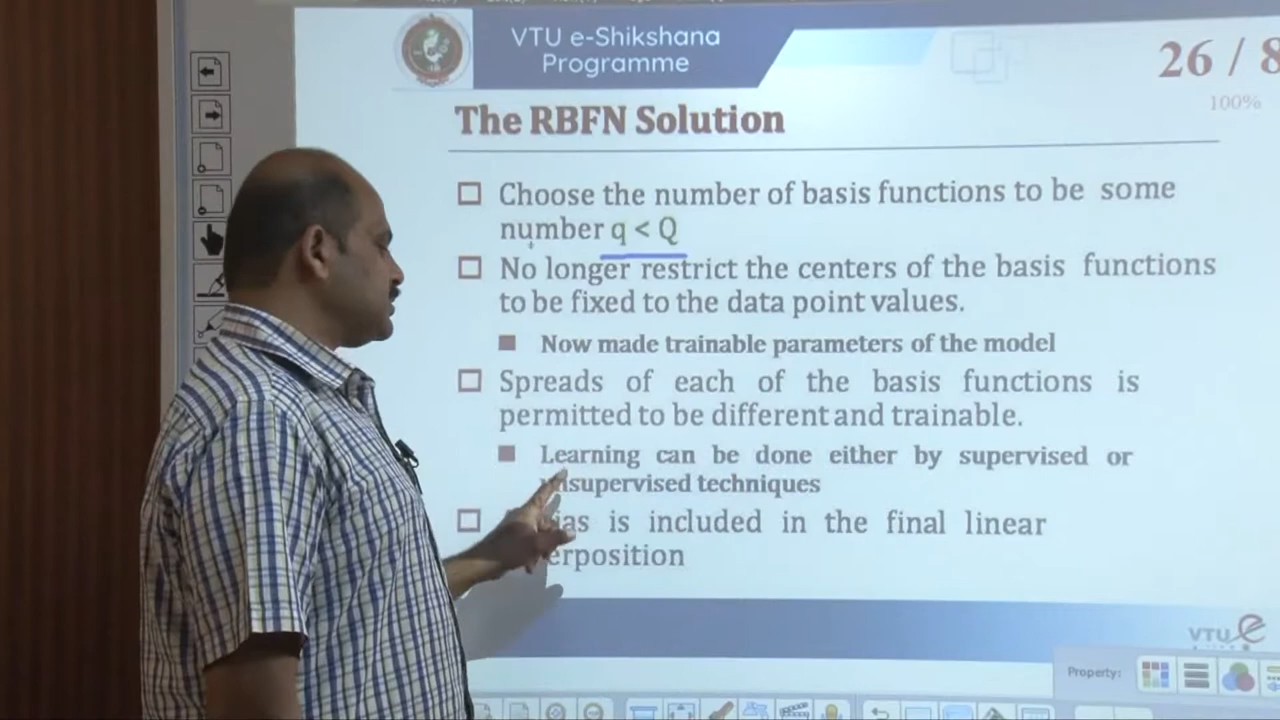 VTU e-Shikshana
Programme
26 / 8
100%
The RBFN Solution
Choose the number of basis functions to be some
number q < Q
No longer restrict the centers of the basis functions
to be fixed to the data point values.
Now made trainable parameters of the model
Spreads of each of the basis functions is
permitted to be different and trainable.
Learning can be done either by supervised or
nsupervised techniques
ias is included in the final linear
erposition
VTU e
Property: